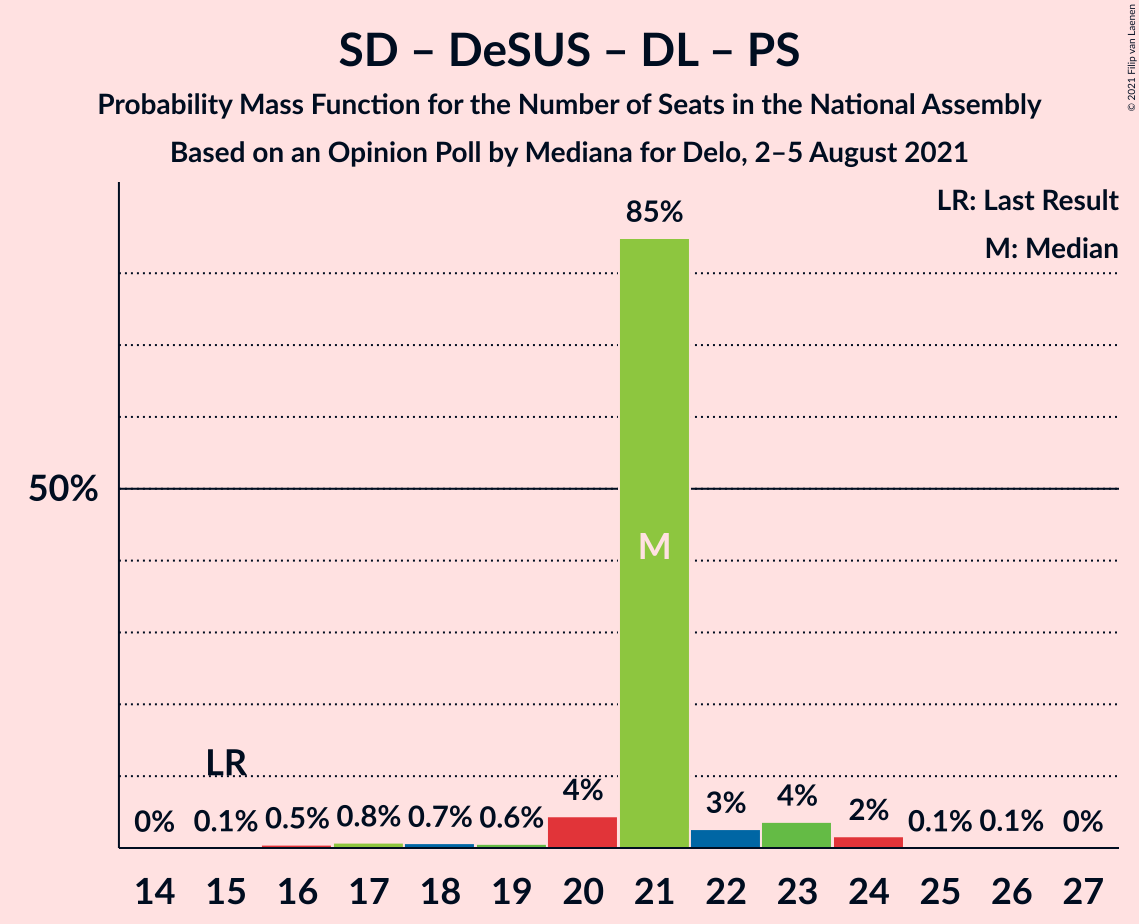 SD – DeSUS – DL – PS
Probability Mass Function for the Number of Seats in the National Assembly
Based on an Opinion Poll by Mediana for Delo, 2–5 August 2021
© 2021 Filip van Laenen
LR: Last Result
M: Median
85%
50%
M
LR
0% 0.1% 0.5% 0.8% 0.7% 0.6% 4% 3% 4% 2% 0.1% 0.1% 0%
14 15 16 17 18 19 20 21 22 23 24 25 26 27